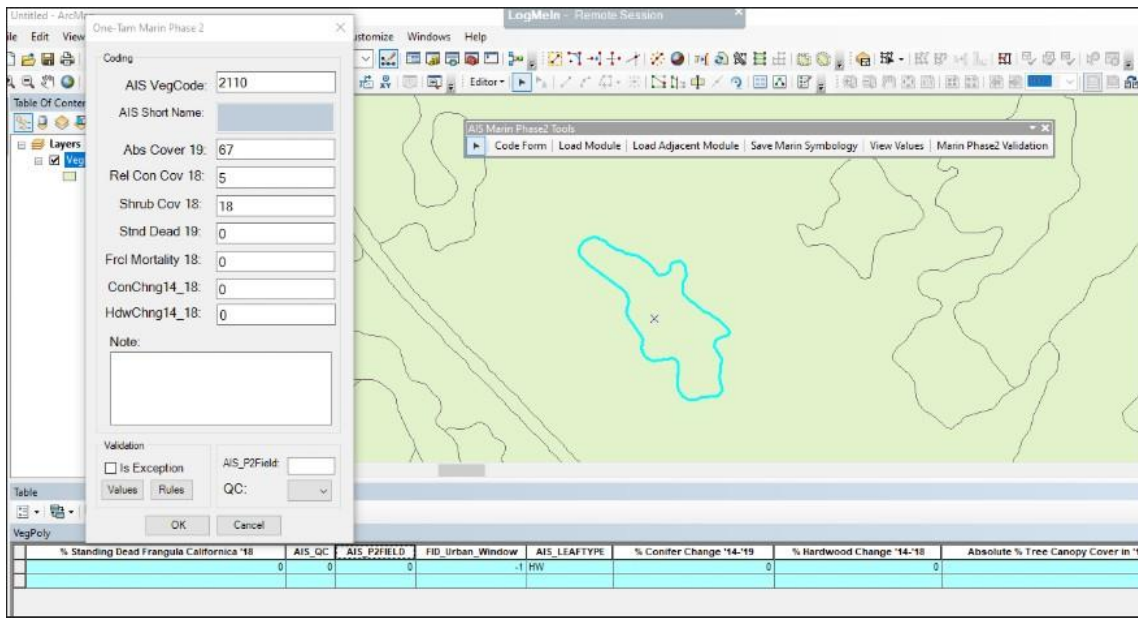 Untitled - ArcMa
LogMeIn - Remote Session
ile Edit View
ustomize Windows Help
One-Tam Marin Phase 2
Coding
AIS VegCode: 2110
AIS Short Name:
Abs Cover 19: 67
Rel Con Cov 18: 5
Shrub Cov 18: 18
Stnd Dead 19: 0
Frcl Mortality 18: 0
ConChng14_18: 0
HdwChng14_18: 0
Note:
Validation
Is Exception
AIS_P2Field:
Values Rules
QC:
OK Cancel
Editor
Table Of Conter
Layers
Veg
AIS Marin Phase2 Tools
Code Form Load Module Load Adjacent Module Save Marin Symbology View Values Marin Phase2 Validation
Table
VegPoly
% Standing Dead Frangula Californica '18 AIS_QC AIS_P2FIELD FID_Urban_Window AIS_LEAFTYPE % Conifer Change '14-'19 % Hardwood Change '14-'18 Absolute % Tree Canopy Cover in '1
0 0 0 -1 HW 0 0